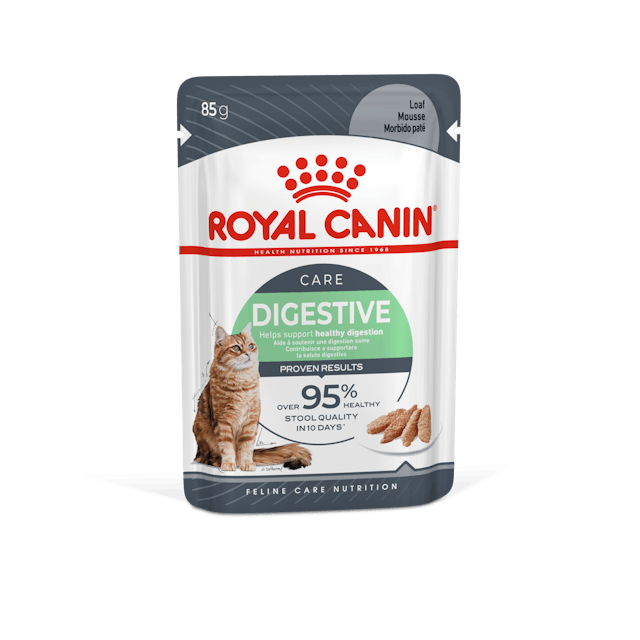 85g
Loaf
Mousse
Morbido paté
ROYAL CANIN®
HEALTH NUTRITION SINCE 1968
CARE
DIGESTIVE
Helps support healthy digestion
Aide à soutenir une digestion saine
Contribuisce a supportare
la salute digestiva
PROVEN RESULTS
OVER 95% HEALTHY
STOOL QUALITY
IN 10 DAYS*
FELINE CARE NUTRITION